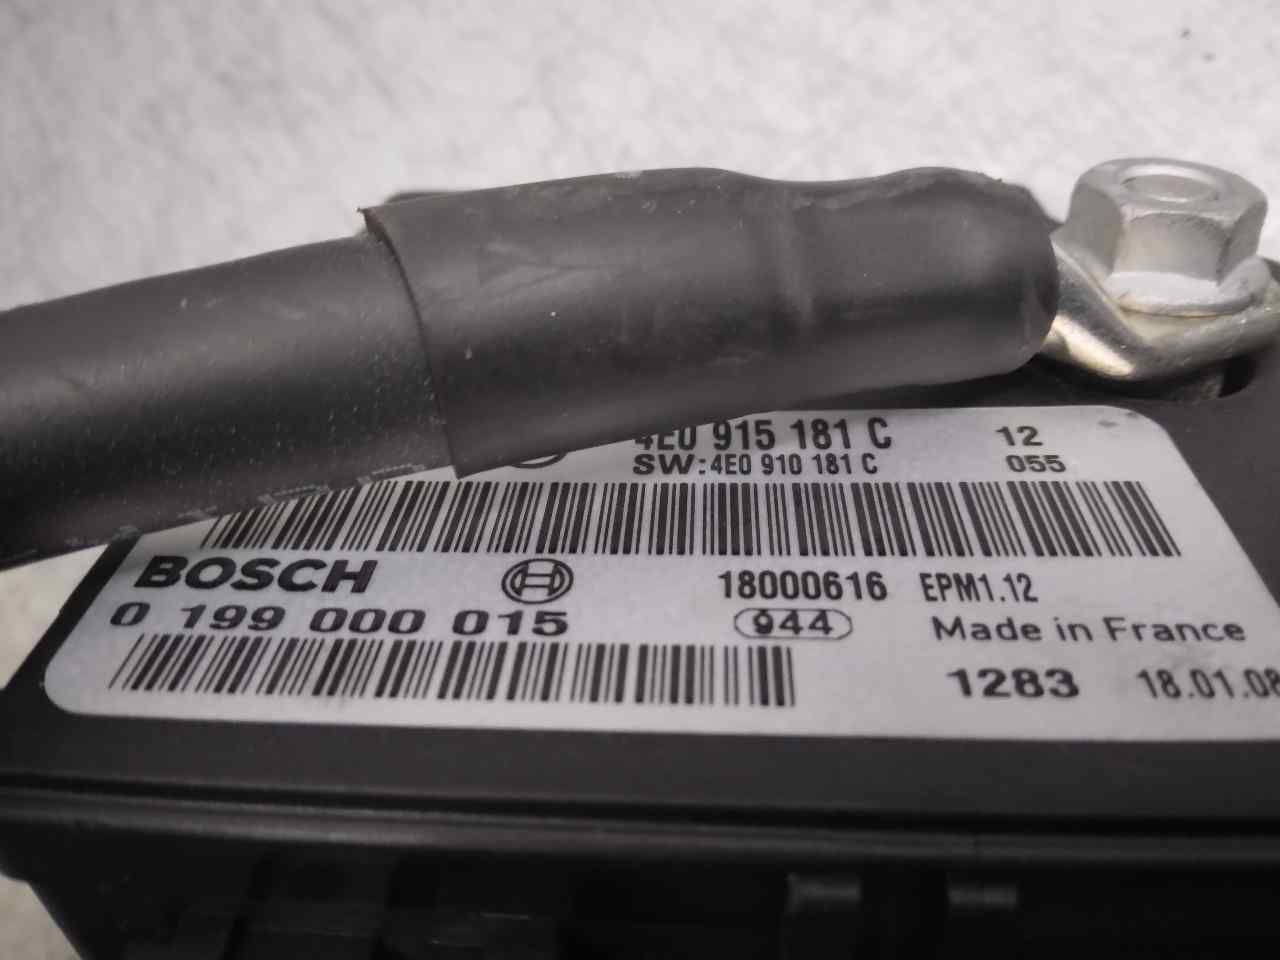 4E0 915 181 C 12
SW:4E0 910 181 C 055
BOSCH 18000616 EPM1.12
0 199 000 015 944 Made in France
1283 18.01.08